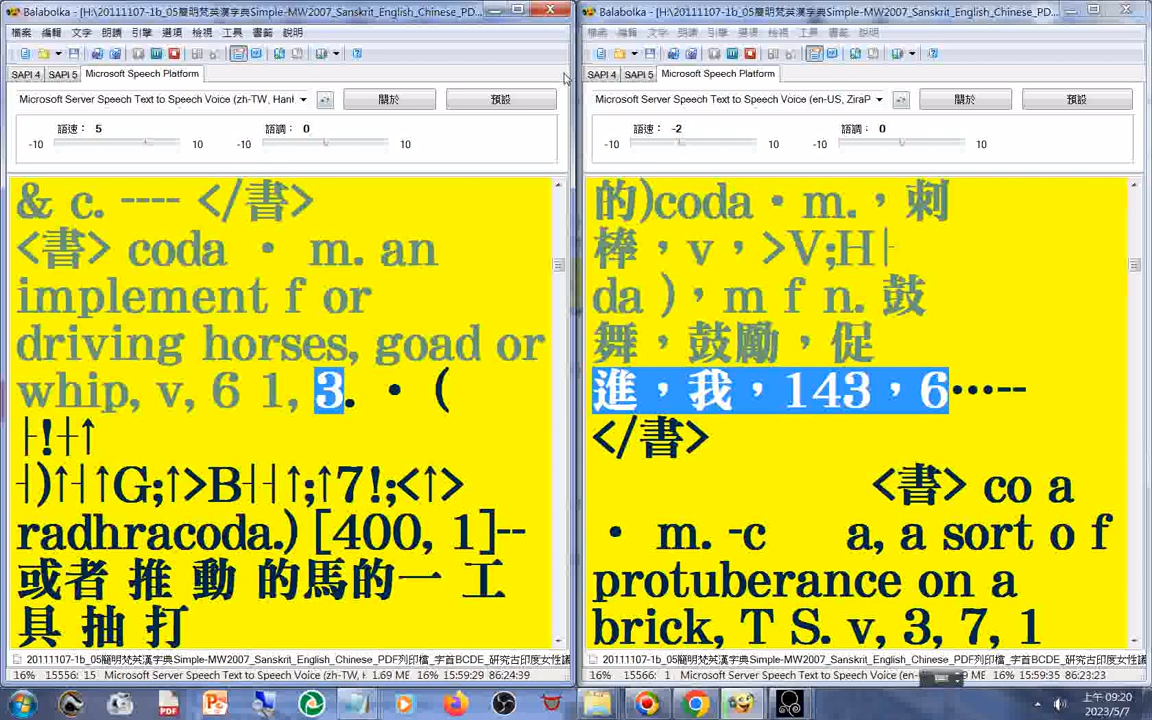 Balabolka - [H:\20111107-1b_05簡明梵英漢字典Simple-MW2007_Sanskrit_English_Chinese_PD...
檔案 編輯 文字 朗讀 引擎 選項 檢視 工具 書籤 說明
SAPI 4 SAPI 5 Microsoft Speech Platform
Microsoft Server Speech Text to Speech Voice (zh-TW, HanH 關於 預設
語速： 5 語調： 0
-10 10 -10 10
& c. ---- </書>
<書> coda ・ m. an
implement f or
driving horses, goad or
whip, v, 6 1, 3. ・ (
├!┼↑
┤)↑┤↑G;↑>B┤┤↑;↑7!;<↑>
radhracoda.) [400, 1]--
或者 推 動 的馬的一 工
具 抽 打
20111107-1b_05簡明梵英漢字典Simple-MW2007_Sanskrit_English_Chinese_PDF列印檔_字首BCDE_研究古印度女性議
16% 15556: 15 Microsoft Server Speech Text to Speech Voice (zh-TW, 1.69 ME 16% 15:59:29 86:24:39
Balabolka - [H:\20111107-1b_05簡明梵英漢字典Simple-MW2007_Sanskrit_English_Chinese_PD...
檔案 編輯 文字 朗讀 引擎 選項 檢視 工具 書籤 說明
SAPI 4 SAPI 5 Microsoft Speech Platform
Microsoft Server Speech Text to Speech Voice (en-US, ZiraP 關於 預設
語速： -2 語調： 0
-10 10 -10 10
的)coda・m.，刺
棒，v，>V;H├
da )，m f n. 鼓
舞，鼓勵，促
進，我，143，6…--
</書>
<書> co a
・ m. -c a, a sort o f
protuberance on a
brick, T S. v, 3, 7, 1
20111107-1b_05簡明梵英漢字典Simple-MW2007_Sanskrit_English_Chinese_PDF列印檔_字首BCDE_研究古印度女性議
16% 15556: 1 Microsoft Server Speech Text to Speech Voice (en 16% 15:59:35 86:23:23
上午 09:20
2023/5/7